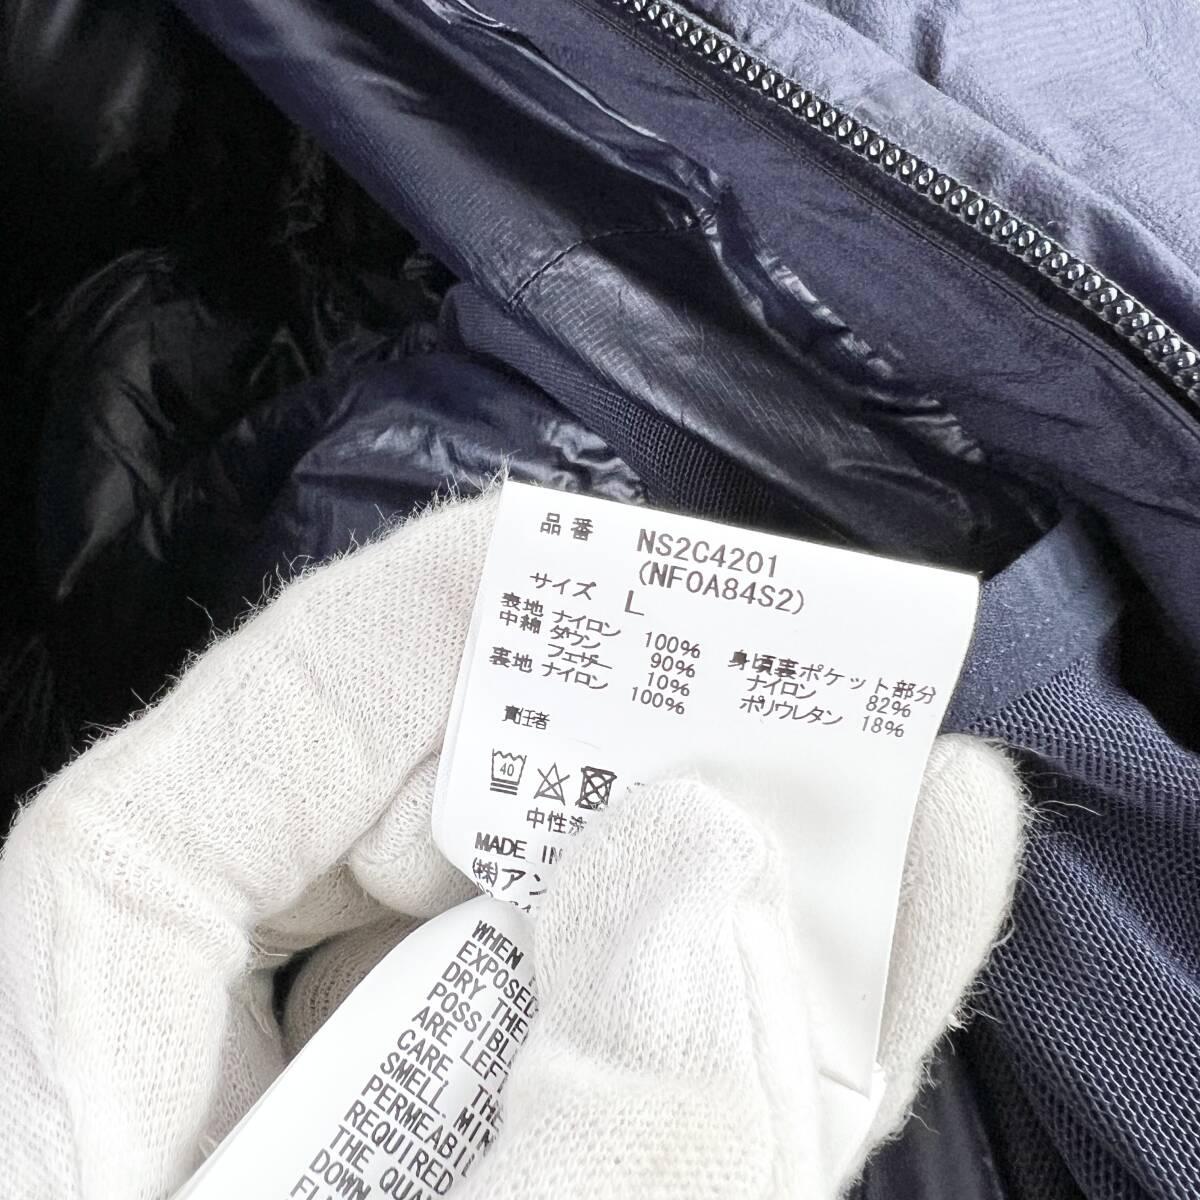 品番 NS2C4201
(NF0A84S2)
サイズ L
表地 ナイロン 100%
中綿 ダウン 90%
フェザー 10%
裏地 ナイロン 100%
身頃裏ポケット部分
ナイロン 82%
ポリウレタン 18%
責任者
40
中性
MADE IN
(株)アン
WHEN
EXPOSED
DRY THE
POSSIBL
ARE LEFT
CARE THE
SMELL. MIN
PERMEABIL
REQUIRED
THE QUA
DOWN